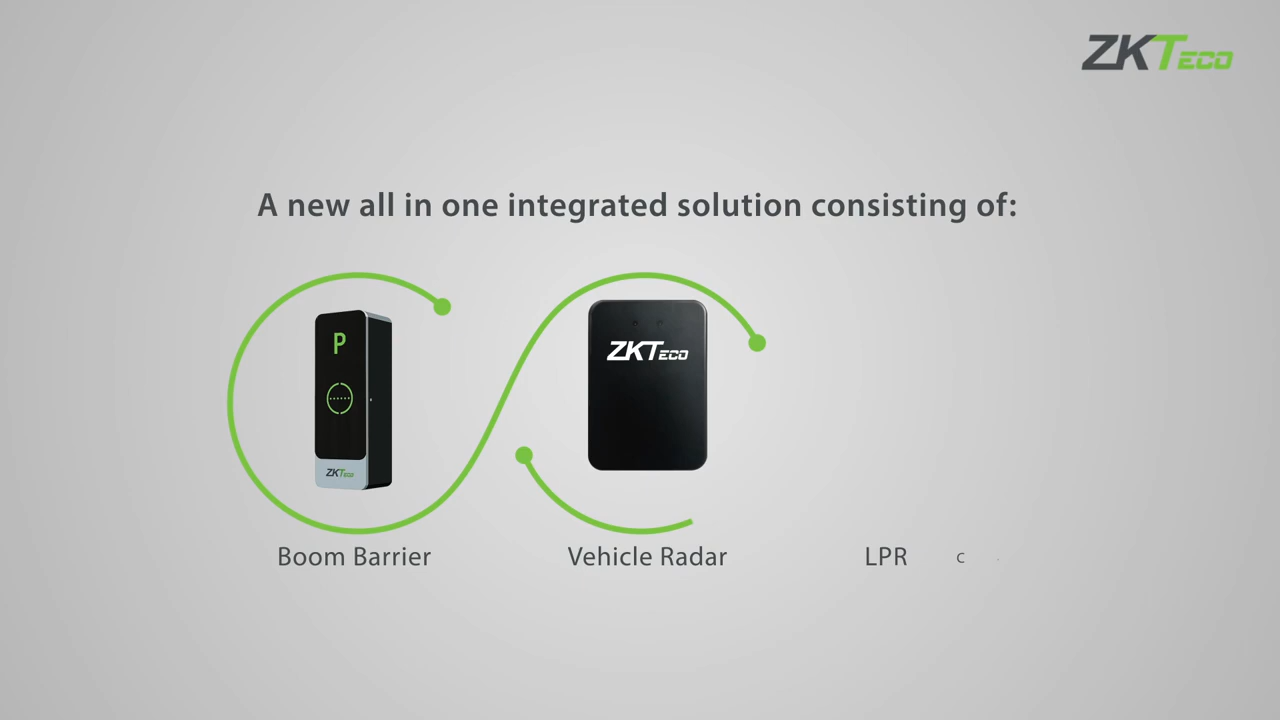 ZKTECO
A new all in one integrated solution consisting of:
P
ZKTECO
ZKTECO
Boom Barrier
Vehicle Radar
LPR c